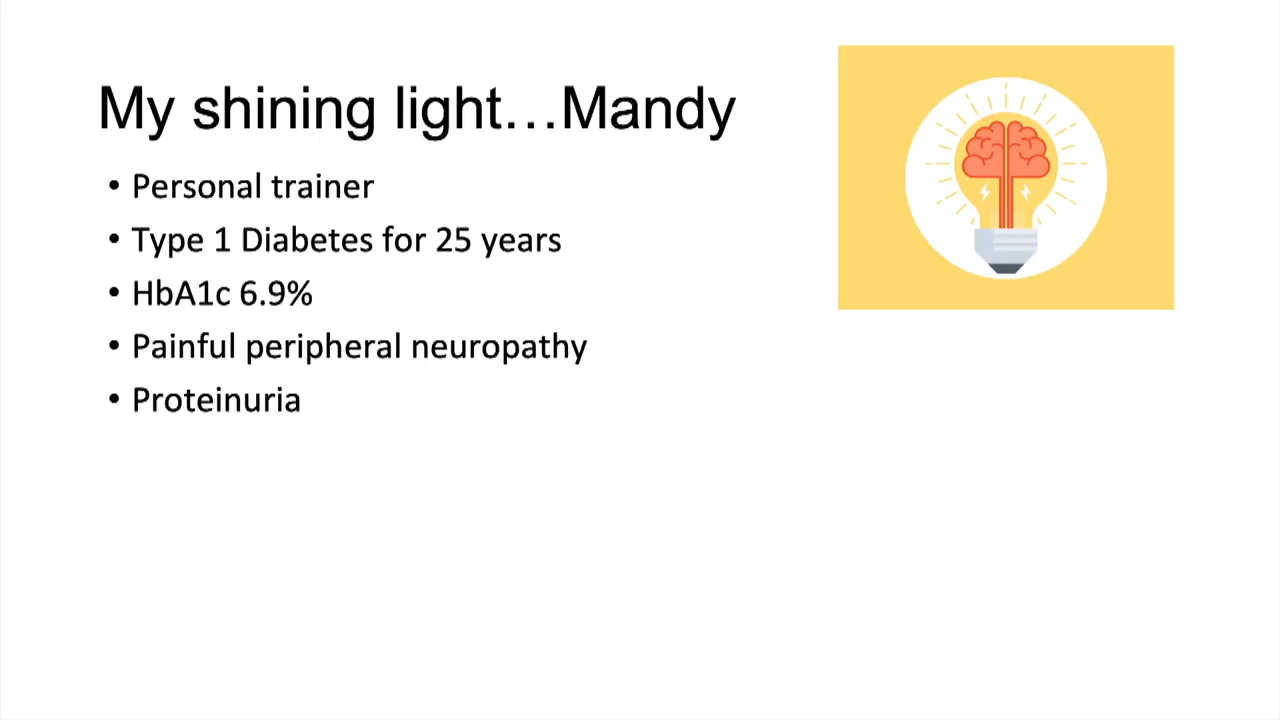 My shining light…Mandy
• Personal trainer
• Type 1 Diabetes for 25 years
• HbA1c 6.9%
• Painful peripheral neuropathy
• Proteinuria